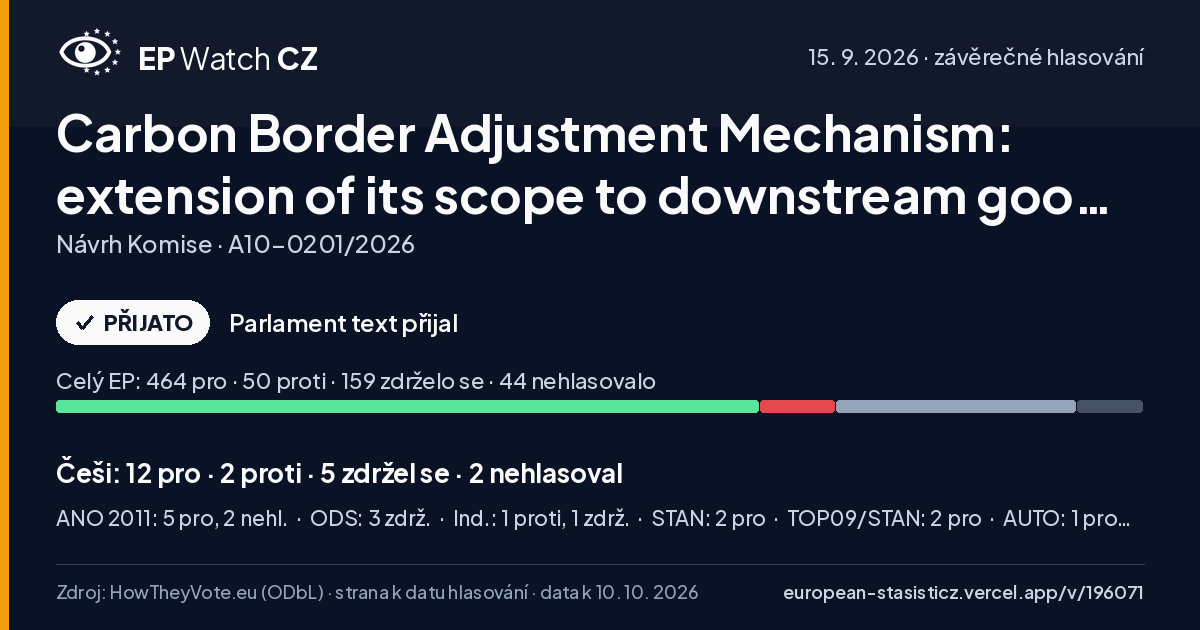 EP Watch CZ
15. 9. 2026 · závěrečné hlasování
Carbon Border Adjustment Mechanism:
extension of its scope to downstream goo…
Návrh Komise · A10–0201/2026
✓ PŘIJATO
Parlament text přijal
Celý EP: 464 pro · 50 proti · 159 zdrželo se · 44 nehlasovalo
Češi: 12 pro · 2 proti · 5 zdržel se · 2 nehlasoval
ANO 2011: 5 pro, 2 nehl. · ODS: 3 zdrž. · Ind.: 1 proti, 1 zdrž. · STAN: 2 pro · TOP09/STAN: 2 pro · AUTO: 1 pro…
Zdroj: HowTheyVote.eu (ODbL) · strana k datu hlasování · data k 10. 10. 2026
european-stasisticz.vercel.app/v/196071